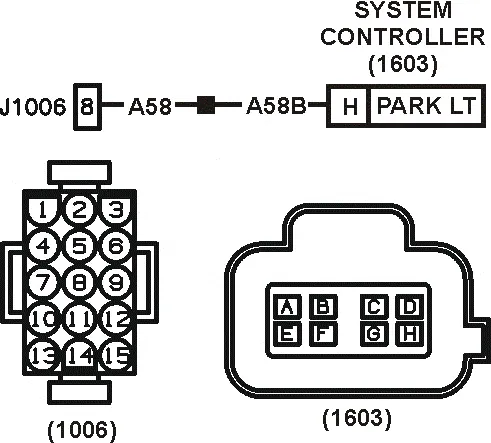 SYSTEM
CONTROLLER
(1603)
J1006 8 A58 A58B H PARK LT
1 2 3
4 5 6
7 8 9
10 11 12
13 14 15
(1006)
A B C D
E F G H
(1603)